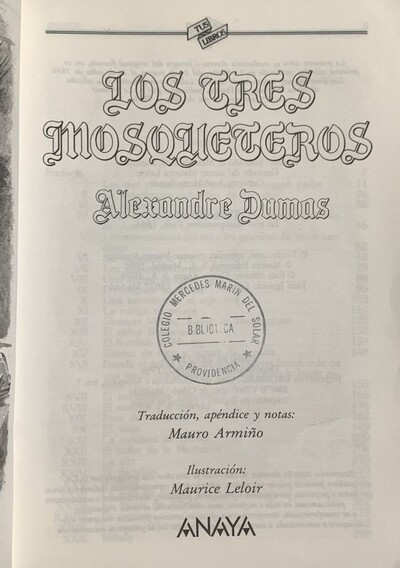 TUS
LIBROS
LOS TRES
MOSQUETEROS
Alexandre Dumas
COLEGIO MERCEDES MARIN DEL SOLAR
BIBLIOTECA
PROVIDENCIA
Traducción, apéndice y notas:
Mauro Armiño
Ilustración:
Maurice Leloir
ANAYA